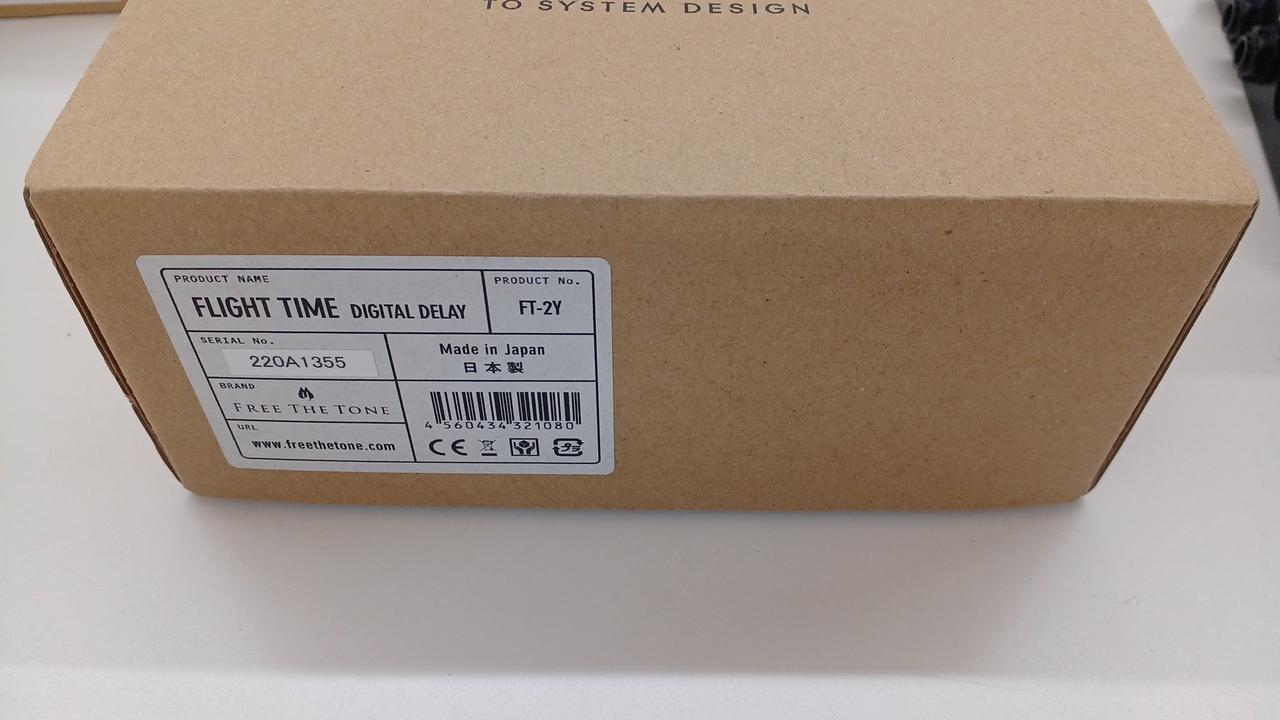 TO SYSTEM DESIGN
PRODUCT NAME
FLIGHT TIME DIGITAL DELAY
PRODUCT No.
FT-2Y
SERIAL No.
220A1355
Made in Japan
日本製
BRAND
FREE THE TONE
URL
www.freethetone.com
4 560434 321080
CE